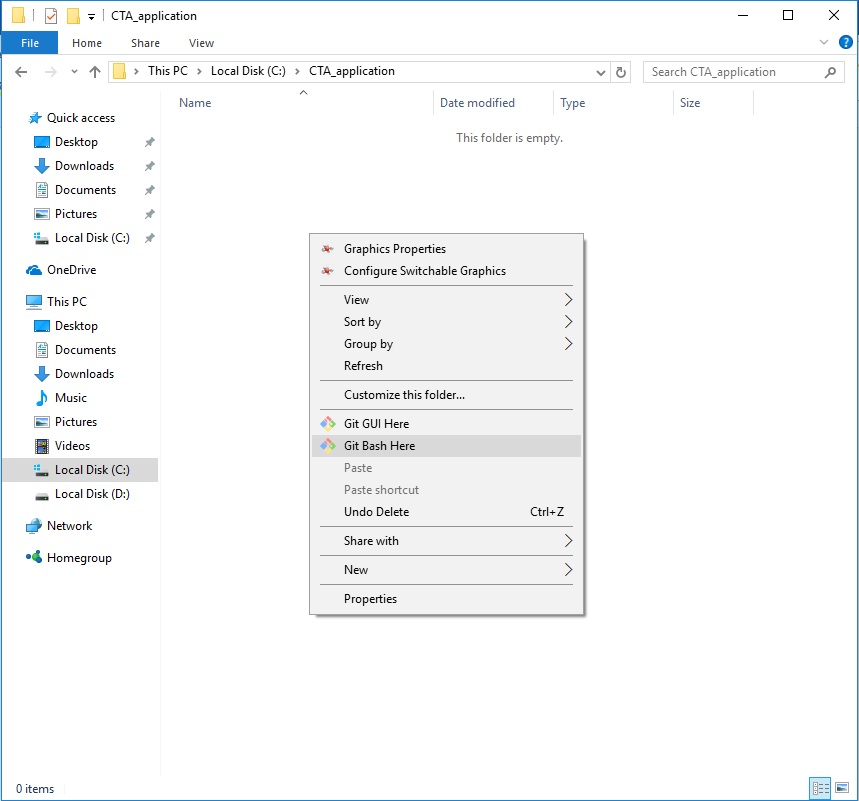 CTA_application
File Home Share View
This PC Local Disk (C:) CTA_application
Search CTA_application
Name Date modified Type Size
This folder is empty.
Quick access
Desktop
Downloads
Documents
Pictures
Local Disk (C:)
OneDrive
This PC
Desktop
Documents
Downloads
Music
Pictures
Videos
Local Disk (C:)
Local Disk (D:)
Network
Homegroup
Graphics Properties
Configure Switchable Graphics
View
Sort by
Group by
Refresh
Customize this folder...
Git GUI Here
Git Bash Here
Paste
Paste shortcut
Undo Delete Ctrl+Z
Share with
New
Properties
0 items